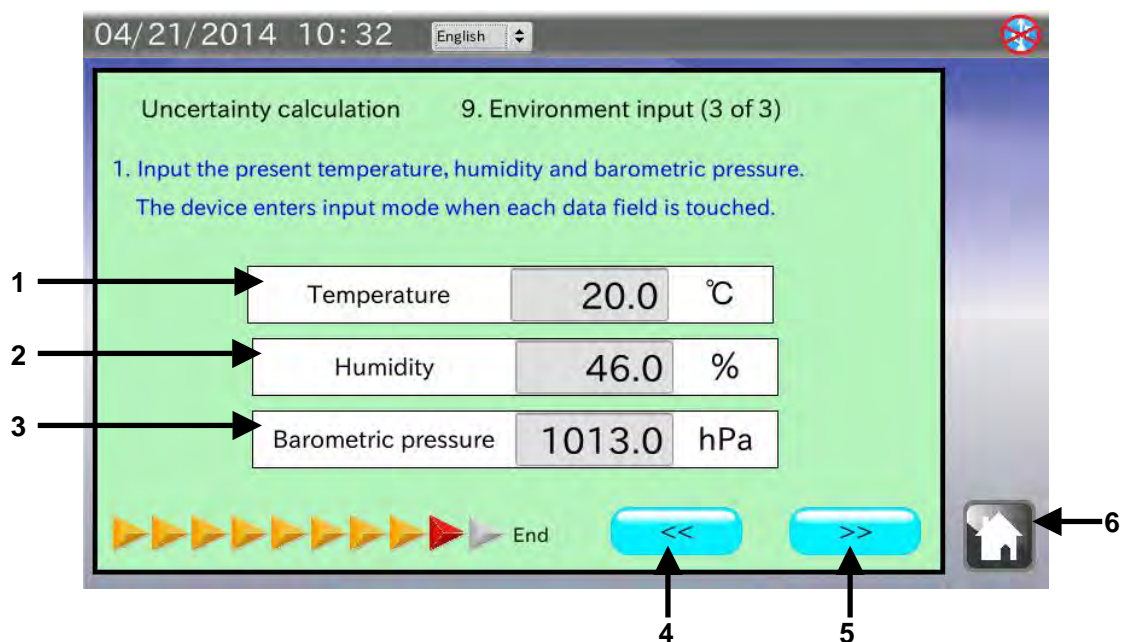 04/21/2014 10:32 English
Uncertainty calculation 9. Environment input (3 of 3)
1. Input the present temperature, humidity and barometric pressure.
The device enters input mode when each data field is touched.
1 Temperature 20.0 ℃
2 Humidity 46.0 %
3 Barometric pressure 1013.0 hPa
End << >> 6
4 5